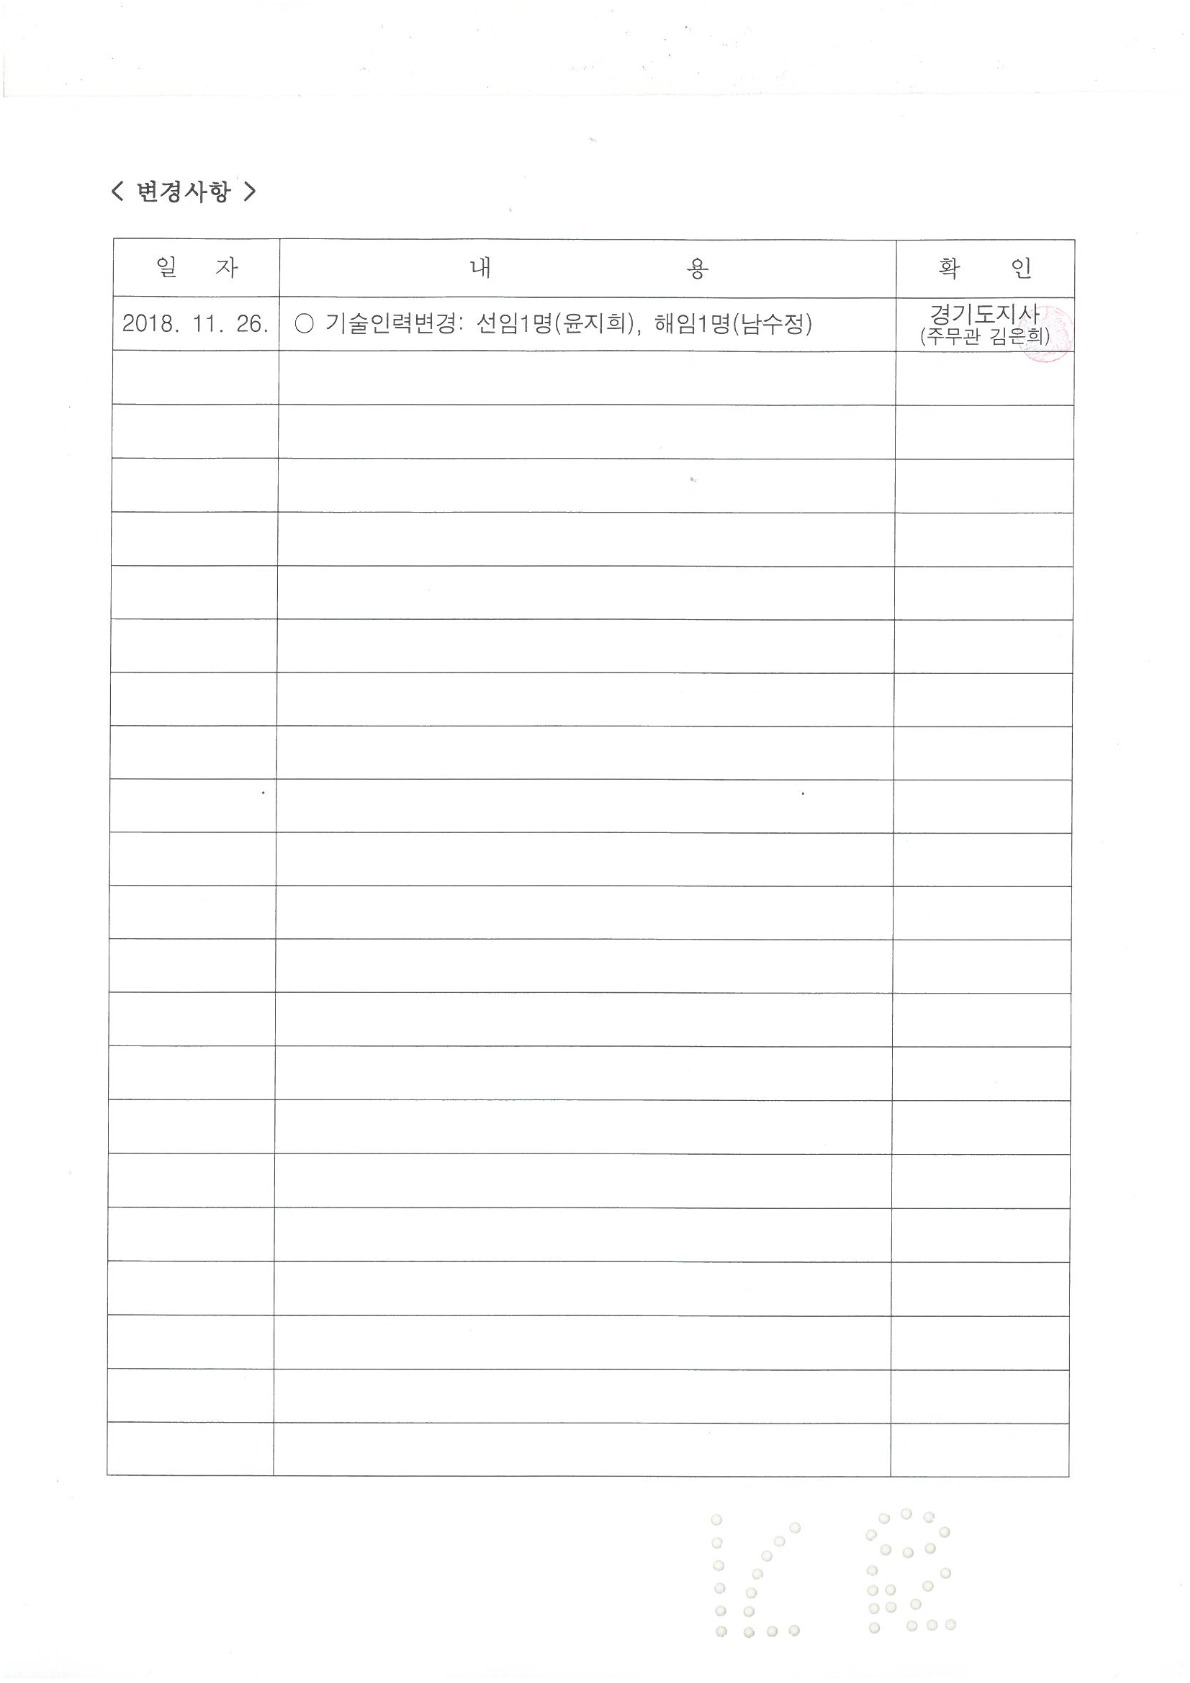 < 변경사항 >
일 자 내 용 확 인
2018. 11. 26. ○ 기술인력변경: 선임1명(윤지희), 해임1명(남수정) 경기도지사
(주무관 김은희)